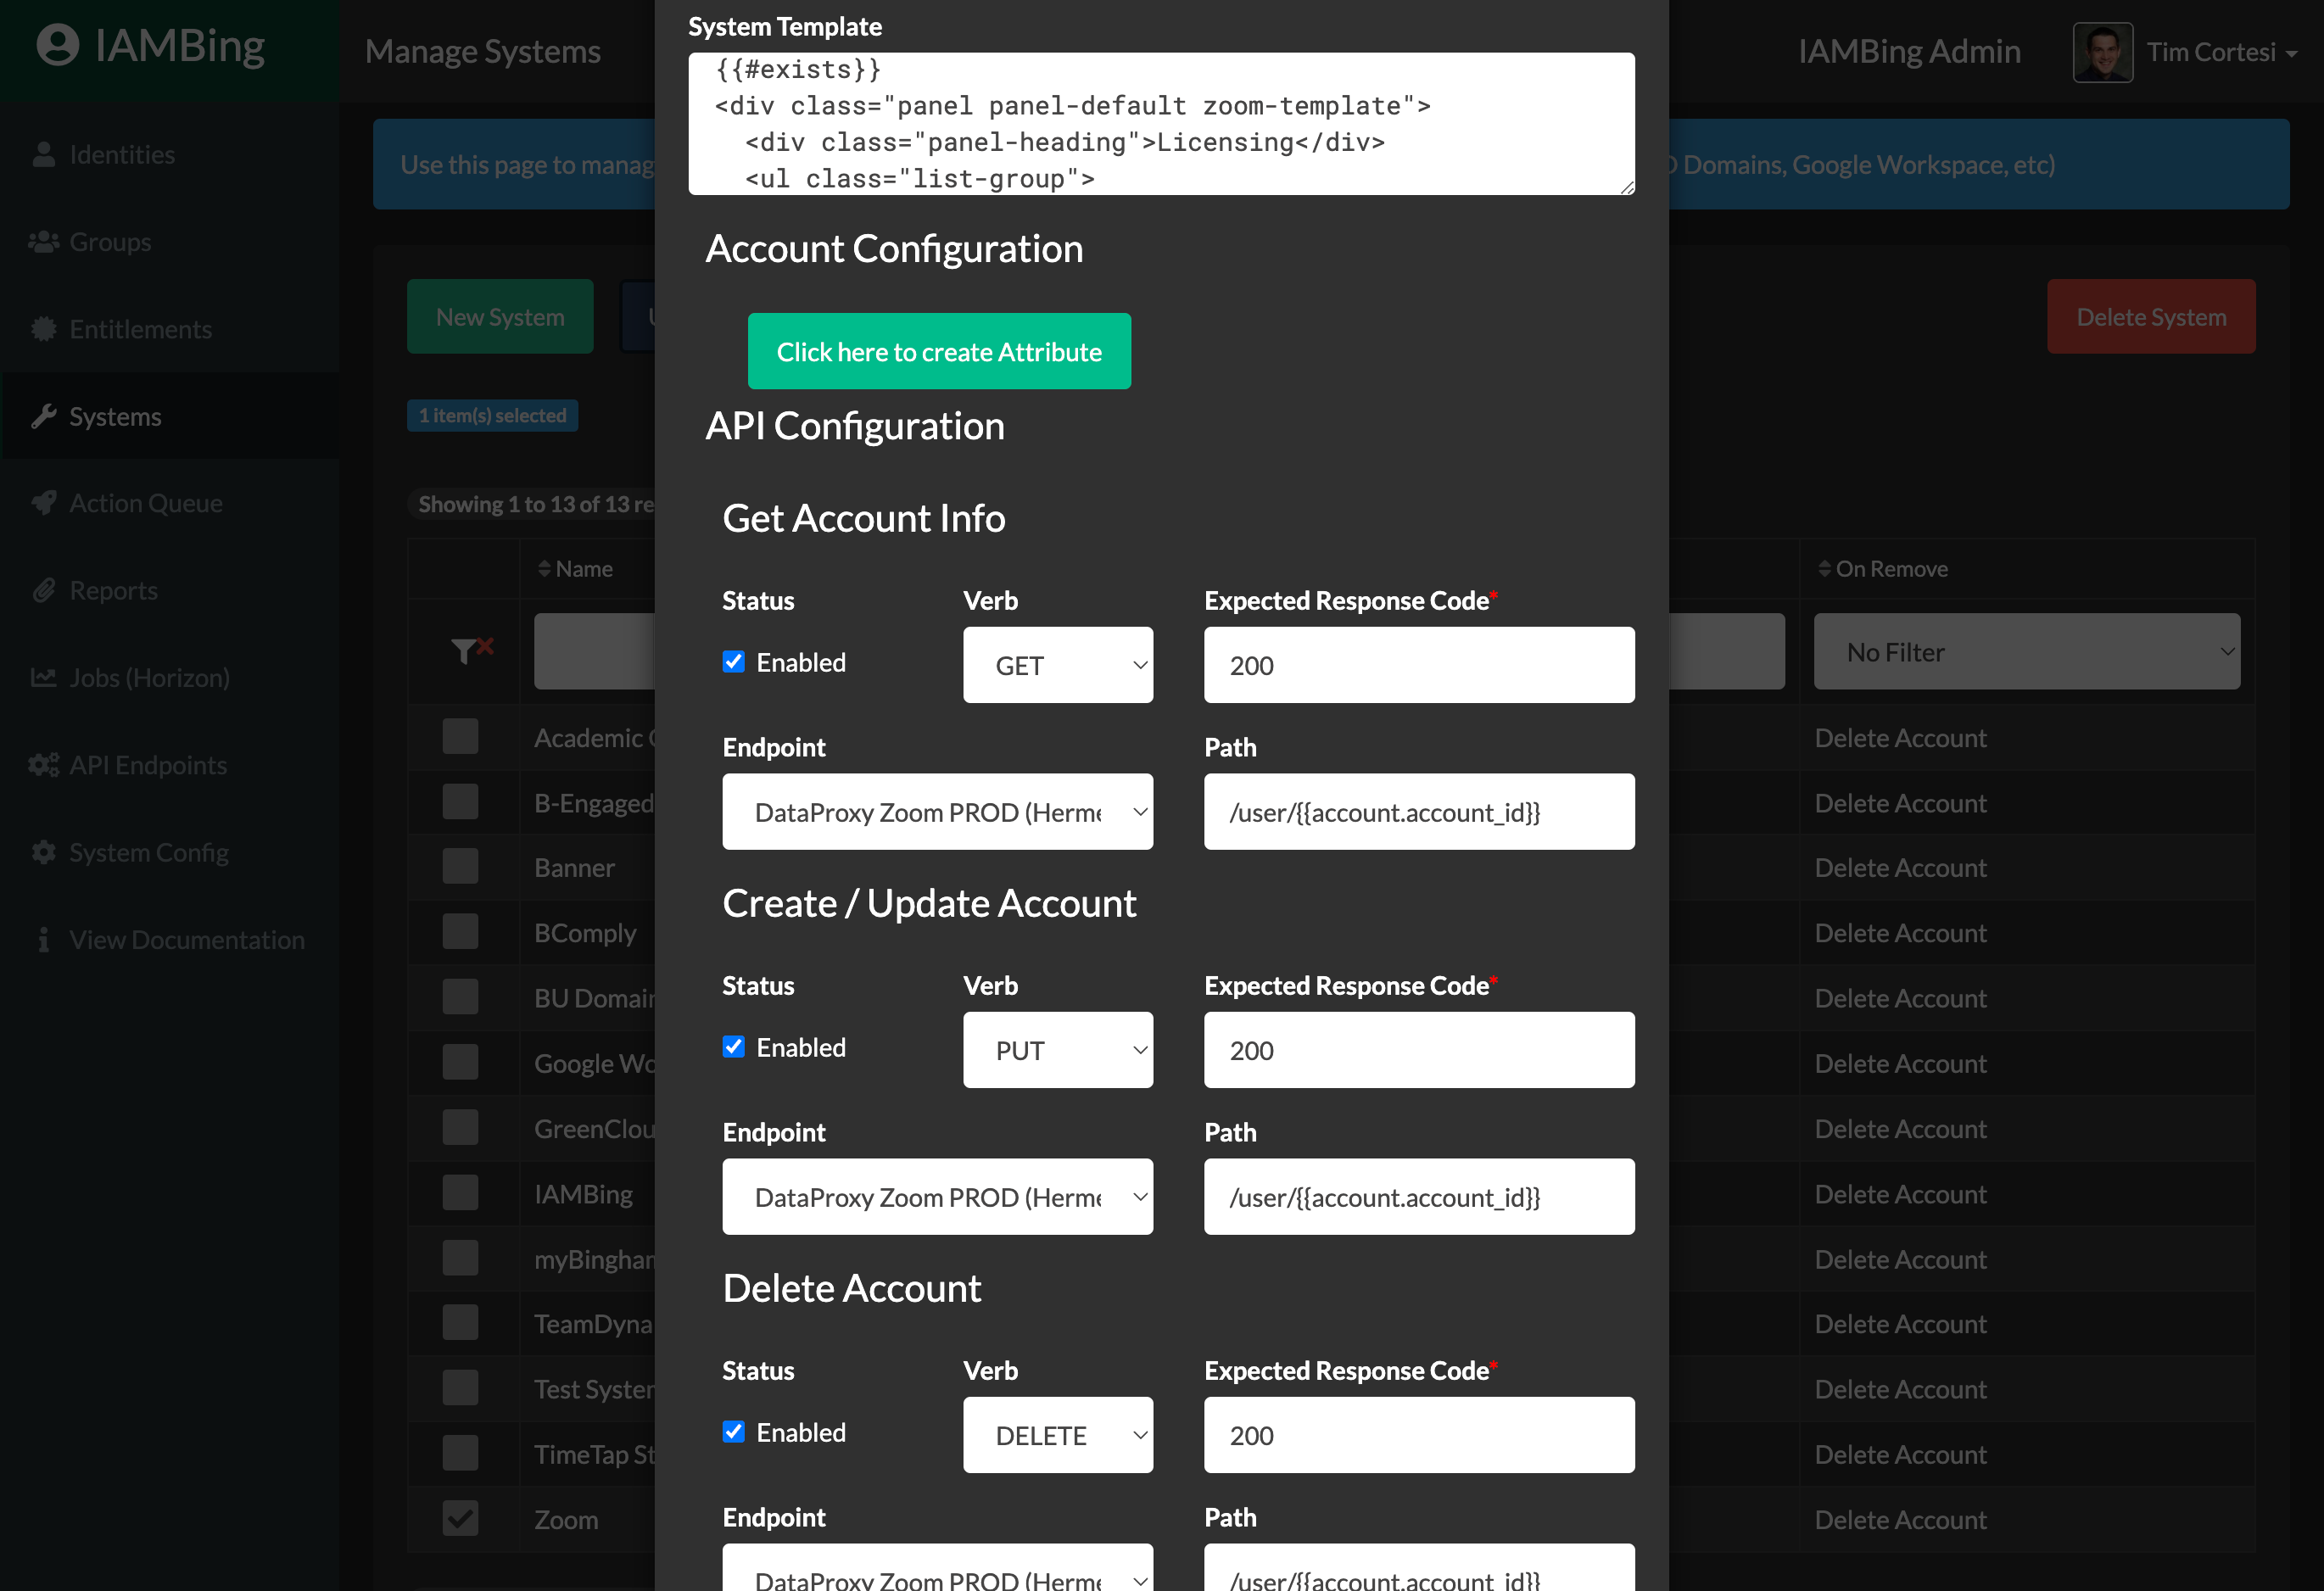 IAMBing
Manage Systems
IAMBing Admin
Tim Cortesi
Identities
Groups
Entitlements
Systems
Action Queue
Reports
Jobs (Horizon)
API Endpoints
System Config
View Documentation
Use this page to manag
Domains, Google Workspace, etc)
New System
Delete System
1 item(s) selected
Showing 1 to 13 of 13 re
Name
On Remove
No Filter
Academic
Delete Account
B-Engaged
Delete Account
Banner
Delete Account
BComply
Delete Account
BU Domain
Delete Account
Google Wo
Delete Account
GreenClou
Delete Account
IAMBing
Delete Account
myBingham
Delete Account
TeamDyna
Delete Account
Test System
Delete Account
TimeTap St
Delete Account
Zoom
Delete Account
System Template
{{#exists}}
<div class="panel panel-default zoom-template">
<div class="panel-heading">Licensing</div>
<ul class="list-group">
Account Configuration
Click here to create Attribute
API Configuration
Get Account Info
Status Verb Expected Response Code*
Enabled GET 200
Endpoint Path
DataProxy Zoom PROD (Herme /user/{{account.account_id}}
Create / Update Account
Status Verb Expected Response Code*
Enabled PUT 200
Endpoint Path
DataProxy Zoom PROD (Herme /user/{{account.account_id}}
Delete Account
Status Verb Expected Response Code*
Enabled DELETE 200
Endpoint Path
DataProxy Zoom PROD (Herme /user/{{account.account_id}}